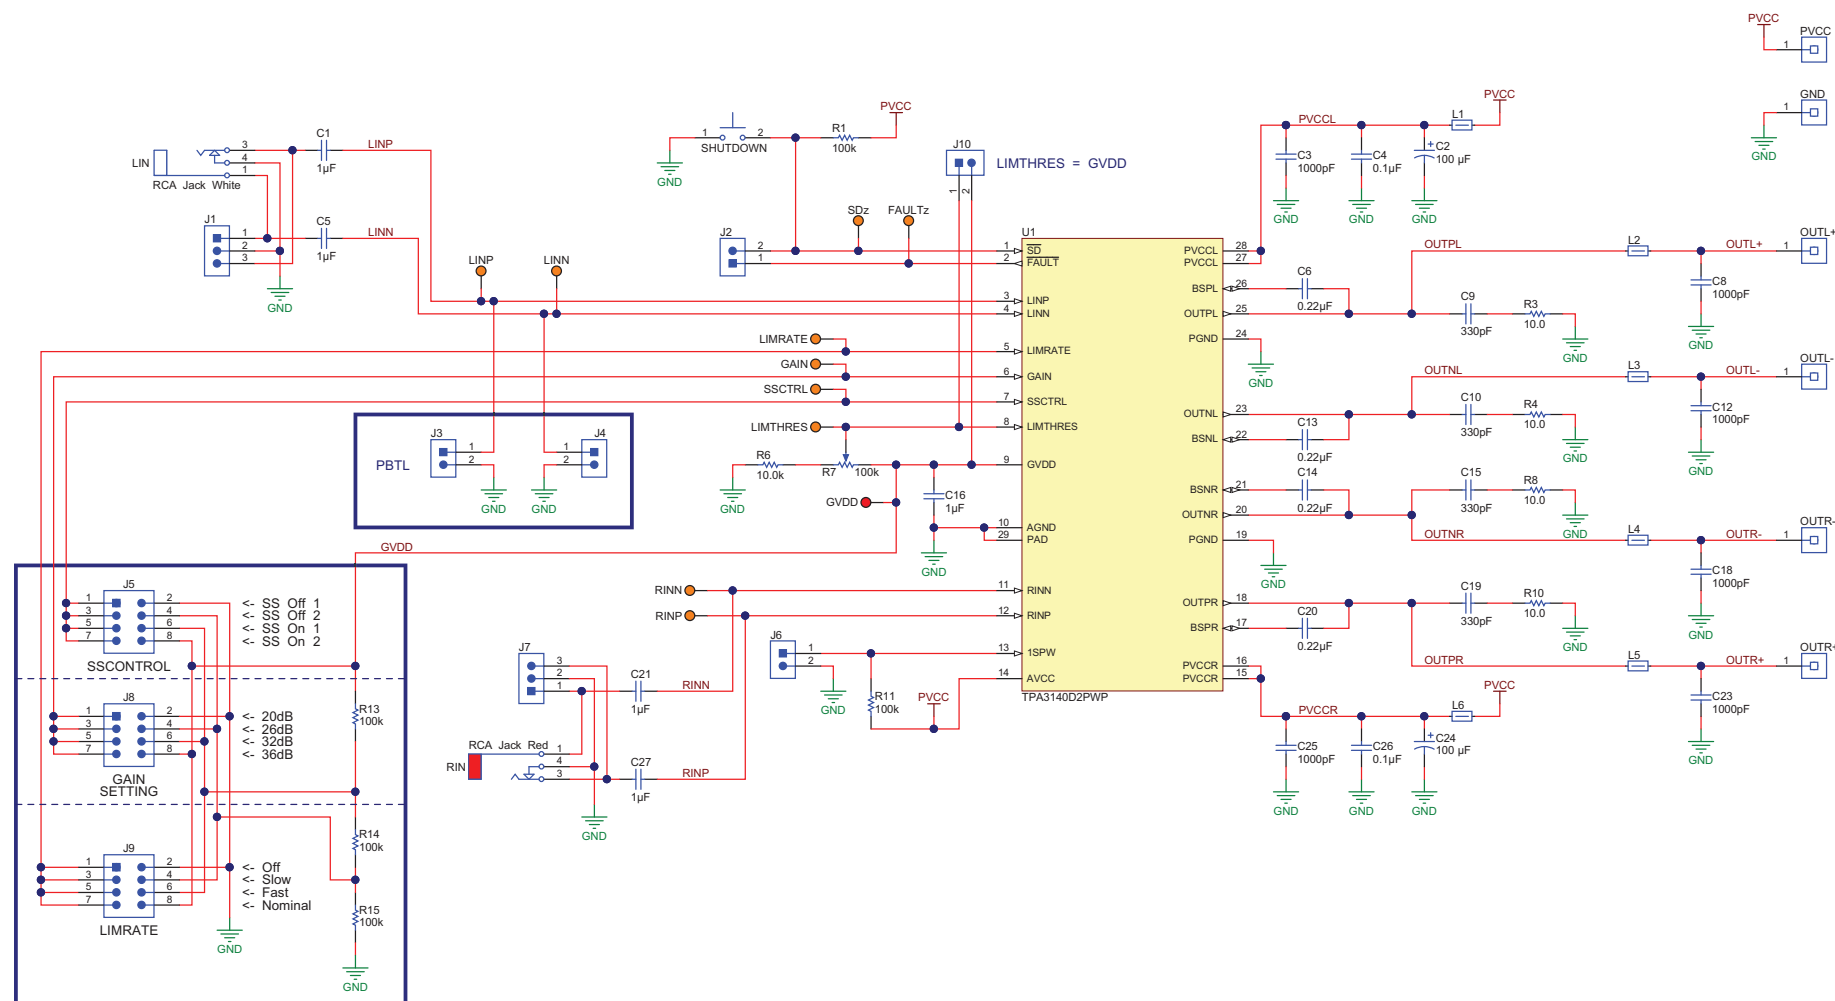 PVCC
PVCC
1
GND
1
GND
LIN
3
4
1
RCA Jack White
C1
1µF
LINP
J1
1
2
3
C5
1µF
LINN
GND
1
2
SHUTDOWN
GND
R1
100k
PVCC
J10
1
2
LIMTHRES = GVDD
SDz
FAULTz
J2
2
1
LINP
LINN
LIMRATE
GAIN
SSCTRL
LIMTHRES
PBTL
J3
1
2
GND
J4
1
2
GND
R6
10.0k
GND
R7
100k
GVDD
C16
1µF
GND
GVDD
U1
1 SD
2 FAULT
3 LINP
4 LINN
5 LIMRATE
6 GAIN
7 SSCTRL
8 LIMTHRES
9 GVDD
10 AGND
29 PAD
11 RINN
12 RINP
13 1SPW
14 AVCC
PVCCL 28
PVCCL 27
BSPL 26
OUTPL 25
PGND 24
OUTNL 23
BSNL 22
BSNR 21
OUTNR 20
PGND 19
OUTPR 18
BSPR 17
PVCCR 16
PVCCR 15
TPA3140D2PWP
PVCCL
L1
PVCC
C3
1000pF
GND
C4
0.1µF
GND
+
C2
100 µF
GND
C6
0.22µF
OUTPL
L2
OUTL+
1
OUTL+
C9
330pF
R3
10.0
GND
C8
1000pF
GND
GND
OUTNL
L3
OUTL-
1
OUTL-
C13
0.22µF
C10
330pF
R4
10.0
GND
C12
1000pF
GND
C14
0.22µF
C15
330pF
R8
10.0
GND
OUTNR
L4
OUTR-
1
OUTR-
C18
1000pF
GND
GND
C20
0.22µF
C19
330pF
R10
10.0
GND
OUTPR
L5
OUTR+
1
OUTR+
C23
1000pF
GND
PVCCR
L6
PVCC
C25
1000pF
GND
C26
0.1µF
GND
+
C24
100 µF
GND
RINN
RINP
J7
3
2
1
C21
1µF
RINN
RCA Jack Red
RIN
1
4
3
C27
1µF
RINP
GND
J6
1
2
GND
R11
100k
PVCC
J5
1 2
3 4
5 6
7 8
SSCONTROL
<- SS Off 1
<- SS Off 2
<- SS On 1
<- SS On 2
J8
1 2
3 4
5 6
7 8
GAIN
SETTING
<- 20dB
<- 26dB
<- 32dB
<- 36dB
J9
1 2
3 4
5 6
7 8
LIMRATE
<- Off
<- Slow
<- Fast
<- Nominal
GND
R13
100k
R14
100k
R15
100k
GND